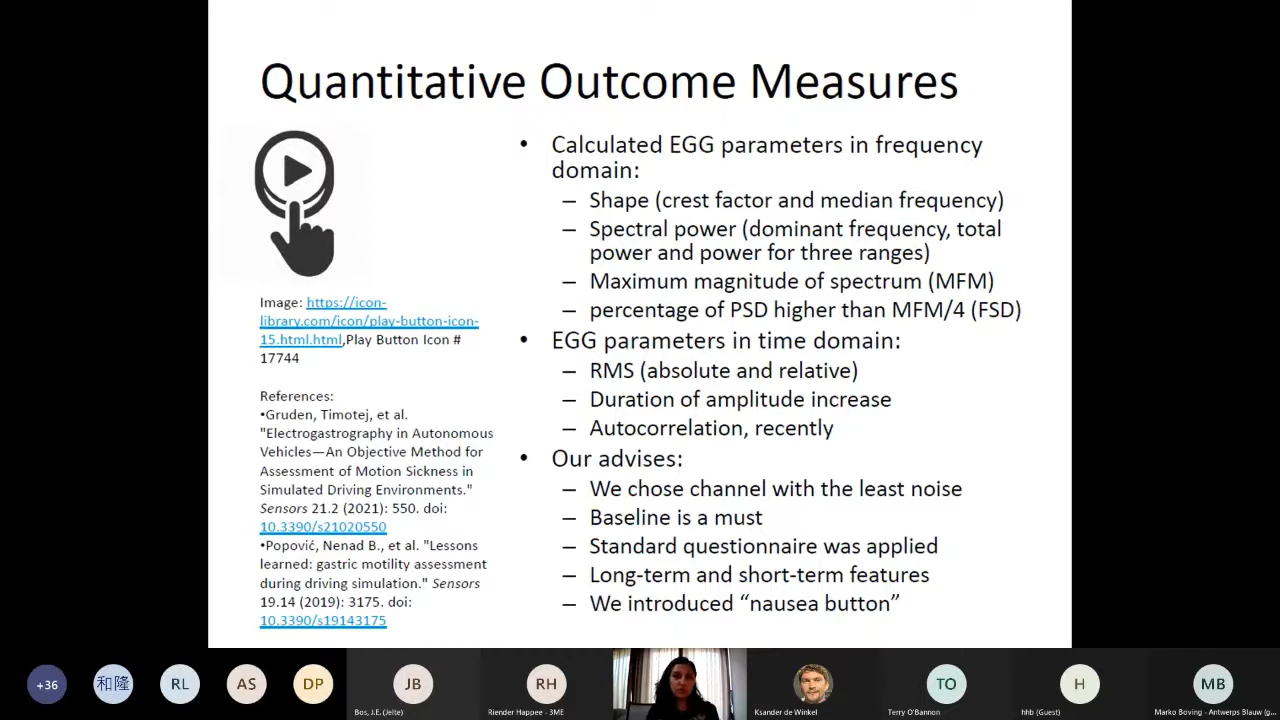 Quantitative Outcome Measures
Image: https://icon-
library.com/icon/play-button-icon-
15.html.html,Play Button Icon #
17744
References:
•Gruden, Timotej, et al.
"Electrogastrography in Autonomous
Vehicles—An Objective Method for
Assessment of Motion Sickness in
Simulated Driving Environments."
Sensors 21.2 (2021): 550. doi:
10.3390/s21020550
•Popović, Nenad B., et al. "Lessons
learned: gastric motility assessment
during driving simulation." Sensors
19.14 (2019): 3175. doi:
10.3390/s19143175
• Calculated EGG parameters in frequency
domain:
– Shape (crest factor and median frequency)
– Spectral power (dominant frequency, total
power and power for three ranges)
– Maximum magnitude of spectrum (MFM)
– percentage of PSD higher than MFM/4 (FSD)
• EGG parameters in time domain:
– RMS (absolute and relative)
– Duration of amplitude increase
– Autocorrelation, recently
• Our advises:
– We chose channel with the least noise
– Baseline is a must
– Standard questionnaire was applied
– Long-term and short-term features
– We introduced “nausea button”
+36
和隆
RL
AS
DP
JB
Bos, J.E. (Jelte)
RH
Riender Happee - 3ME
Ksander de Winkel
TO
Terry O'Bannon
H
hhb (Guest)
MB
Marko Boving - Antwerps Blauw (g...